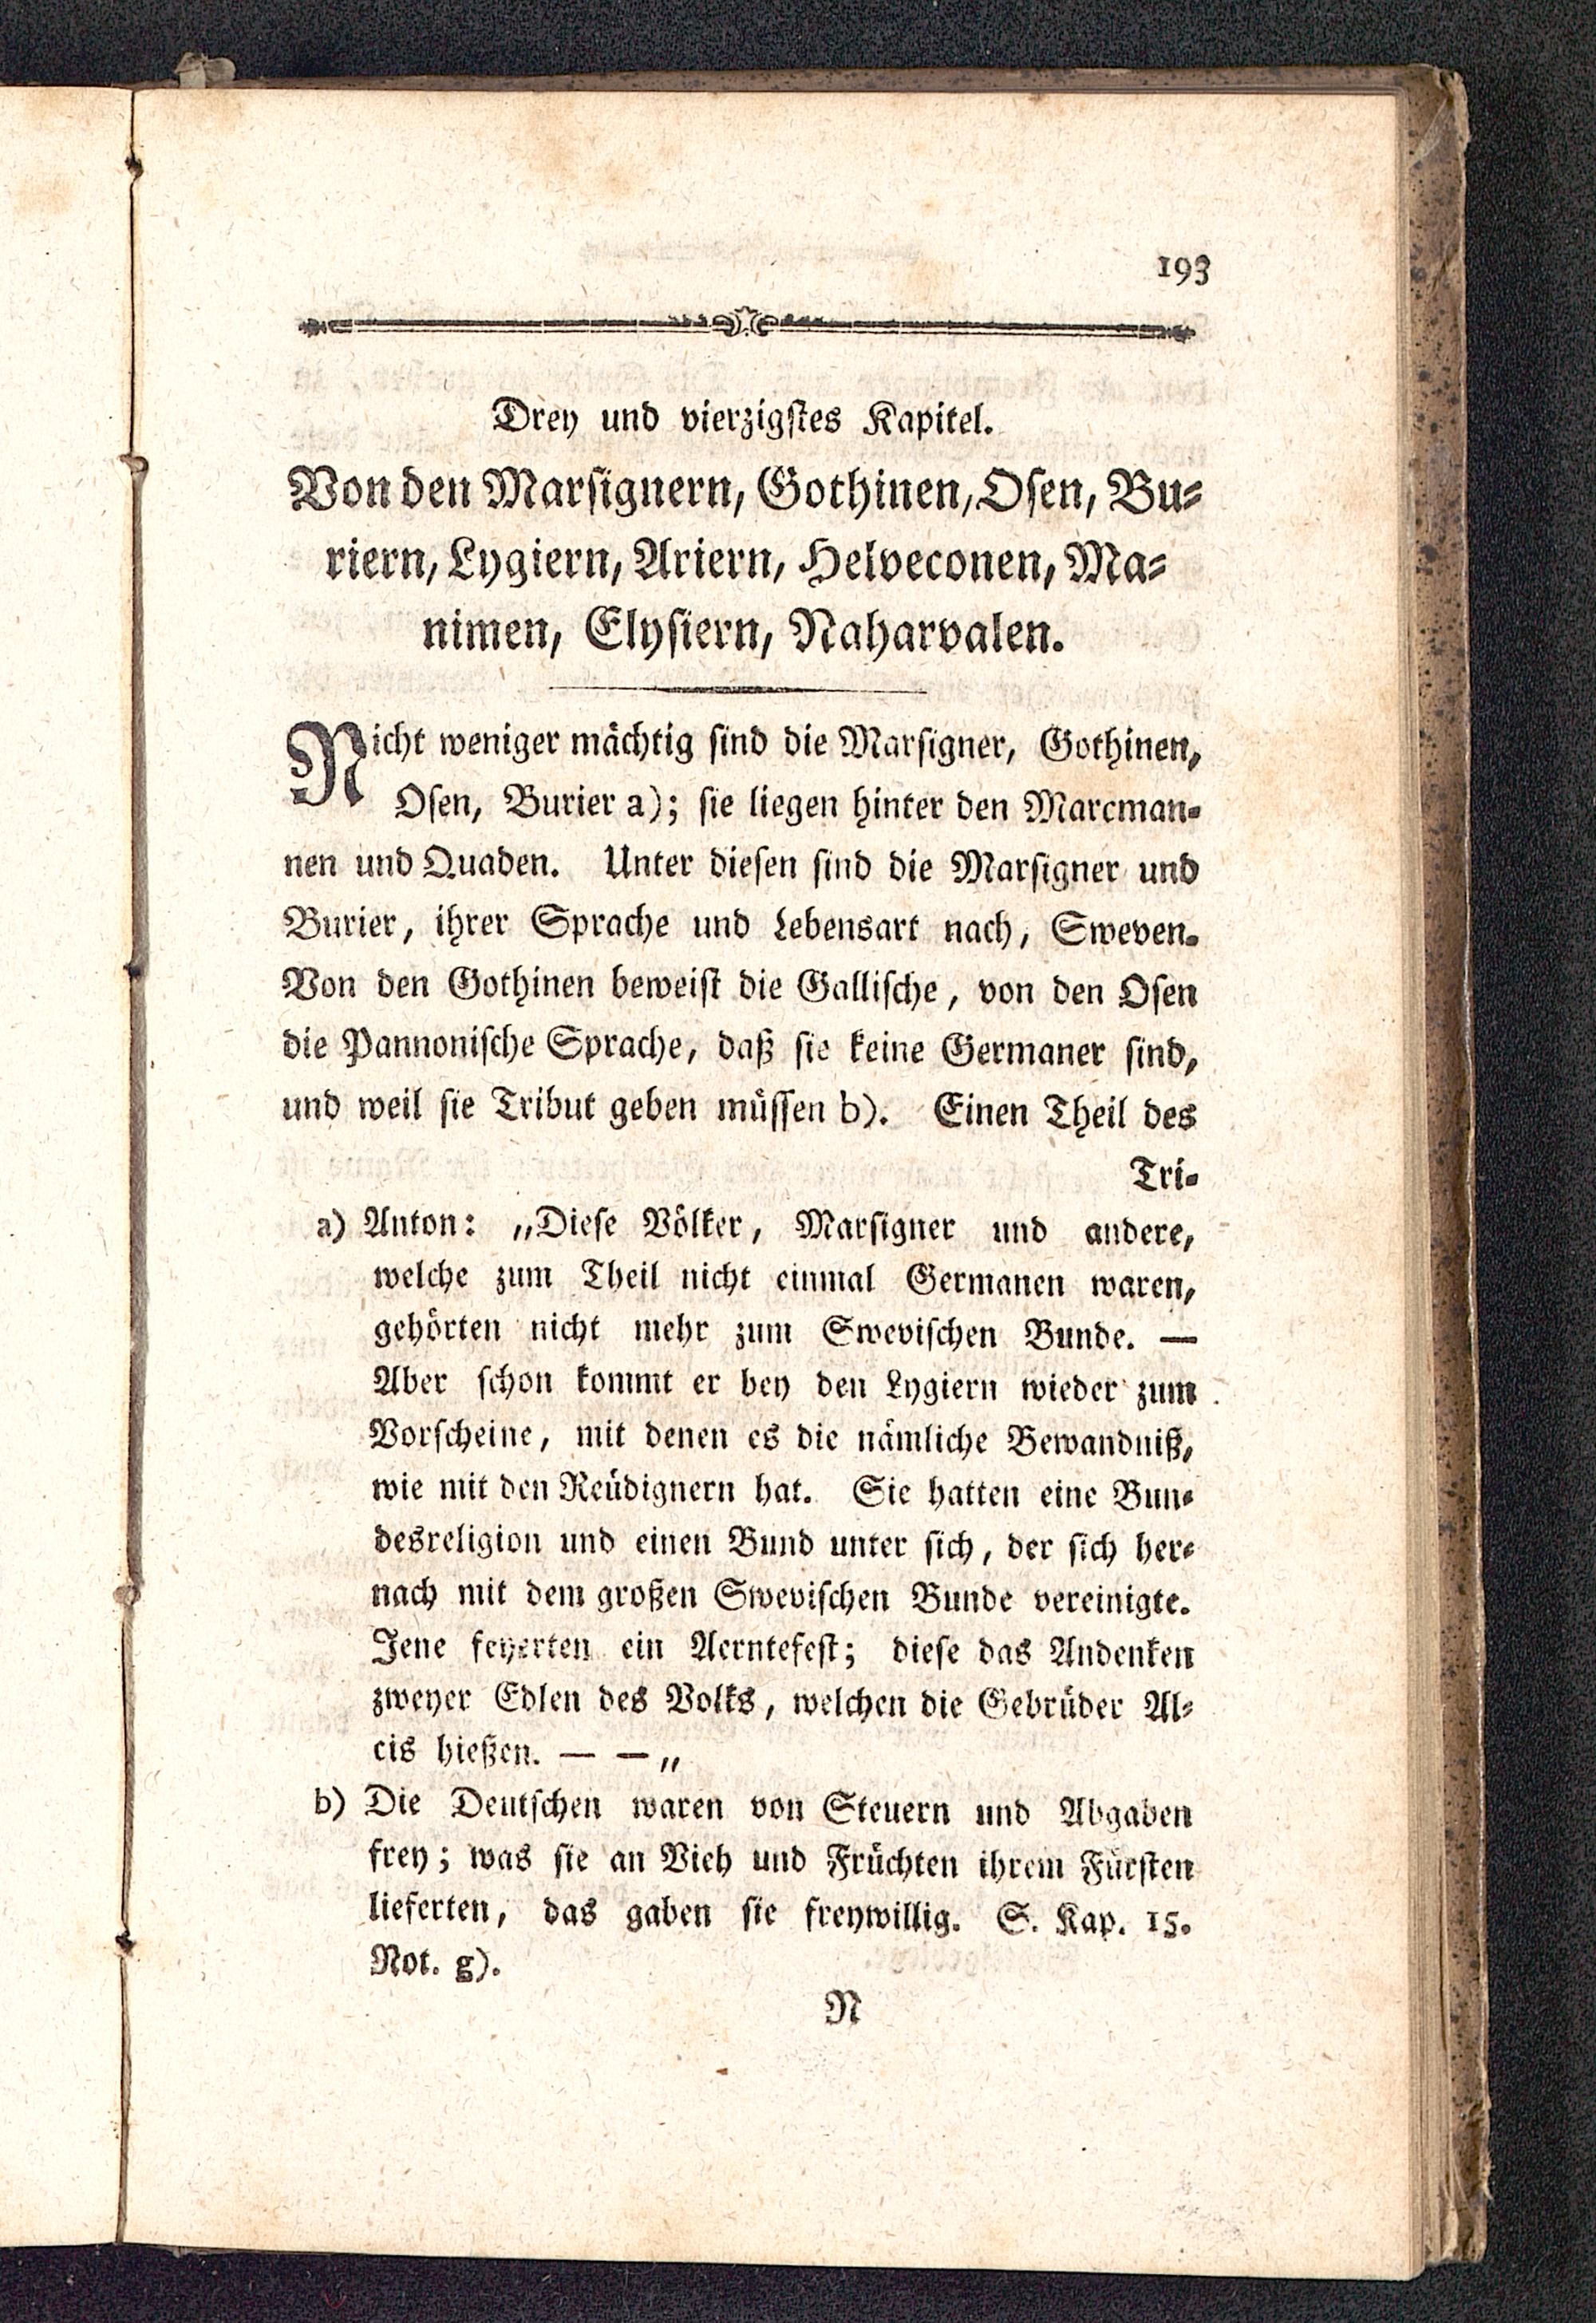 193
Drey und vierzigstes Kapitel.
Von den Marsignern, Gothinen, Osen, Bu-
riern, Lygiern, Ariern, Helveconen, Ma-
nimen, Elysiern, Naharvalen.
Nicht weniger mächtig sind die Marsigner, Gothinen,
Osen, Burier a); sie liegen hinter den Marcman-
nen und Quaden. Unter diesen sind die Marsigner und
Burier, ihrer Sprache und Lebensart nach, Sweven.
Von den Gothinen beweist die Gallische, von den Osen
die Pannonische Sprache, daß sie keine Germaner sind,
und weil sie Tribut geben müssen b). Einen Theil des
Tri-
a) Anton: „Diese Völker, Marsigner und andere,
welche zum Theil nicht einmal Germanen waren,
gehörten nicht mehr zum Swevischen Bunde. —
Aber schon kommt er bey den Lygiern wieder zum
Vorscheine, mit denen es die nämliche Bewandniß,
wie mit den Reüdignern hat. Sie hatten eine Bun-
desreligion und einen Bund unter sich, der sich her-
nach mit dem großen Swevischen Bunde vereinigte.
Jene feyerten ein Aerntefest; diese das Andenken
zweyer Edlen des Volks, welchen die Gebrüder Al-
cis hießen. — — „
b) Die Deutschen waren von Steuern und Abgaben
frey; was sie an Vieh und Früchten ihrem Fürsten
lieferten, das gaben sie freywillig. S. Kap. 15.
Not. g).
N